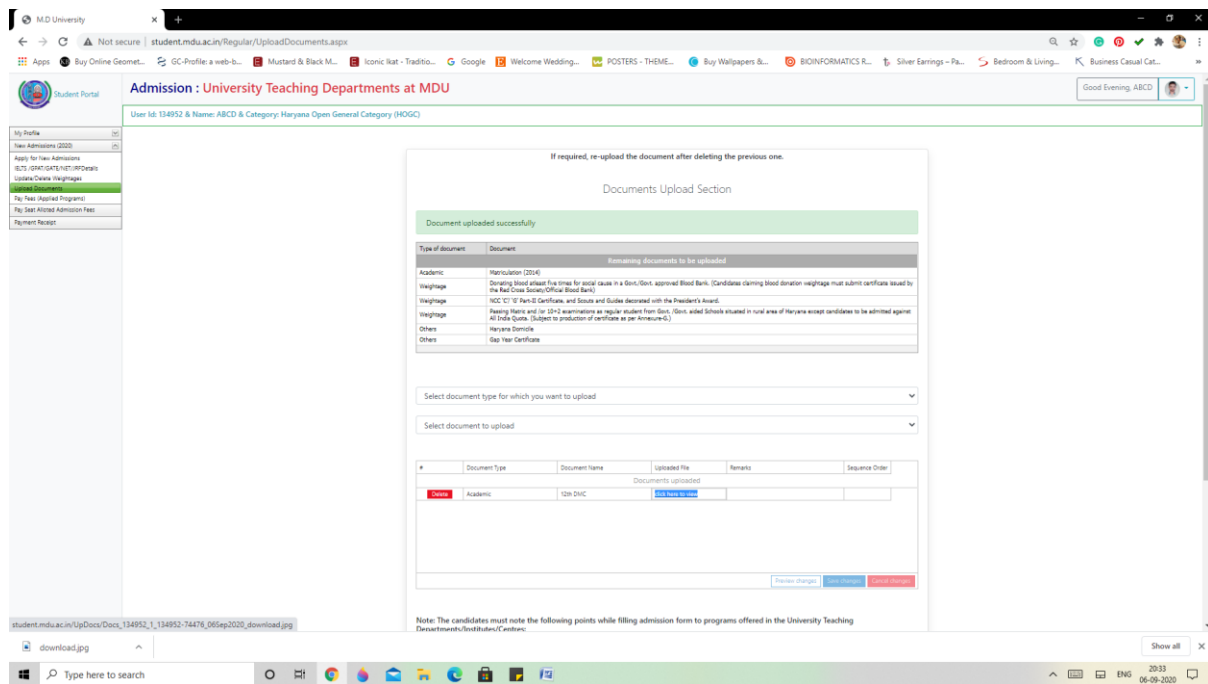 M.D University
Not secure | student.mdu.ac.in/Regular/UploadDocuments.aspx
Apps Buy Online Geomet... GC-Profile: a web-b... Mustard & Black M... Iconic Ikat - Traditio... Google Welcome Wedding... POSTERS - THEME... Buy Wallpapers &... BIOINFORMATICS R... Silver Earrings – Pa... Bedroom & Living... Business Casual Cat... »
Student Portal
Admission : University Teaching Departments at MDU
Good Evening, ABCD
User Id: 134952 & Name: ABCD & Category: Haryana Open General Category (HOGC)
My Profile
New Admissions (2020)
Apply for New Admissions
IELTS /GPAT/GATE/NET/JRFDetails
Update/Delete Weightages
Upload Documents
Pay Fees (Applied Programs)
Pay Seat Alloted Admission Fees
Payment Receipt
If required, re-upload the document after deleting the previous one.
Documents Upload Section
Document uploaded successfully
Type of document Document
Remaining documents to be uploaded
Academic Matriculation (2014)
Weightage Donating blood atleast five times for social cause in a Govt./Govt. approved Blood Bank. (Candidates claiming blood donation weightage must submit certificate issued by
the Red Cross Society/Official Blood Bank)
Weightage NCC 'C'/ 'G' Part-II Certificate, and Scouts and Guides decorated with the President's Award.
Weightage Passing Matric and /or 10+2 examinations as regular student from Govt. /Govt. aided Schools situated in rural area of Haryana except candidates to be admitted against
All India Quota. (Subject to production of certificate as per Annexure-G.)
Others Haryana Domicile
Others Gap Year Certificate
Select document type for which you want to upload
Select document to upload
# Document Type Document Name Uploaded File Remarks Sequence Order
Documents uploaded
Delete Academic 12th DMC click here to view
Preview changes Save changes Cancel changes
Note: The candidates must note the following points while filling admission form to programs offered in the University Teaching
Departments/Institutes/Centres:
student.mdu.ac.in/UpDocs/Docs_134952_1_134952-74476_06Sep2020_download.jpg
download.jpg
Show all
Type here to search
ENG
20:33
06-09-2020